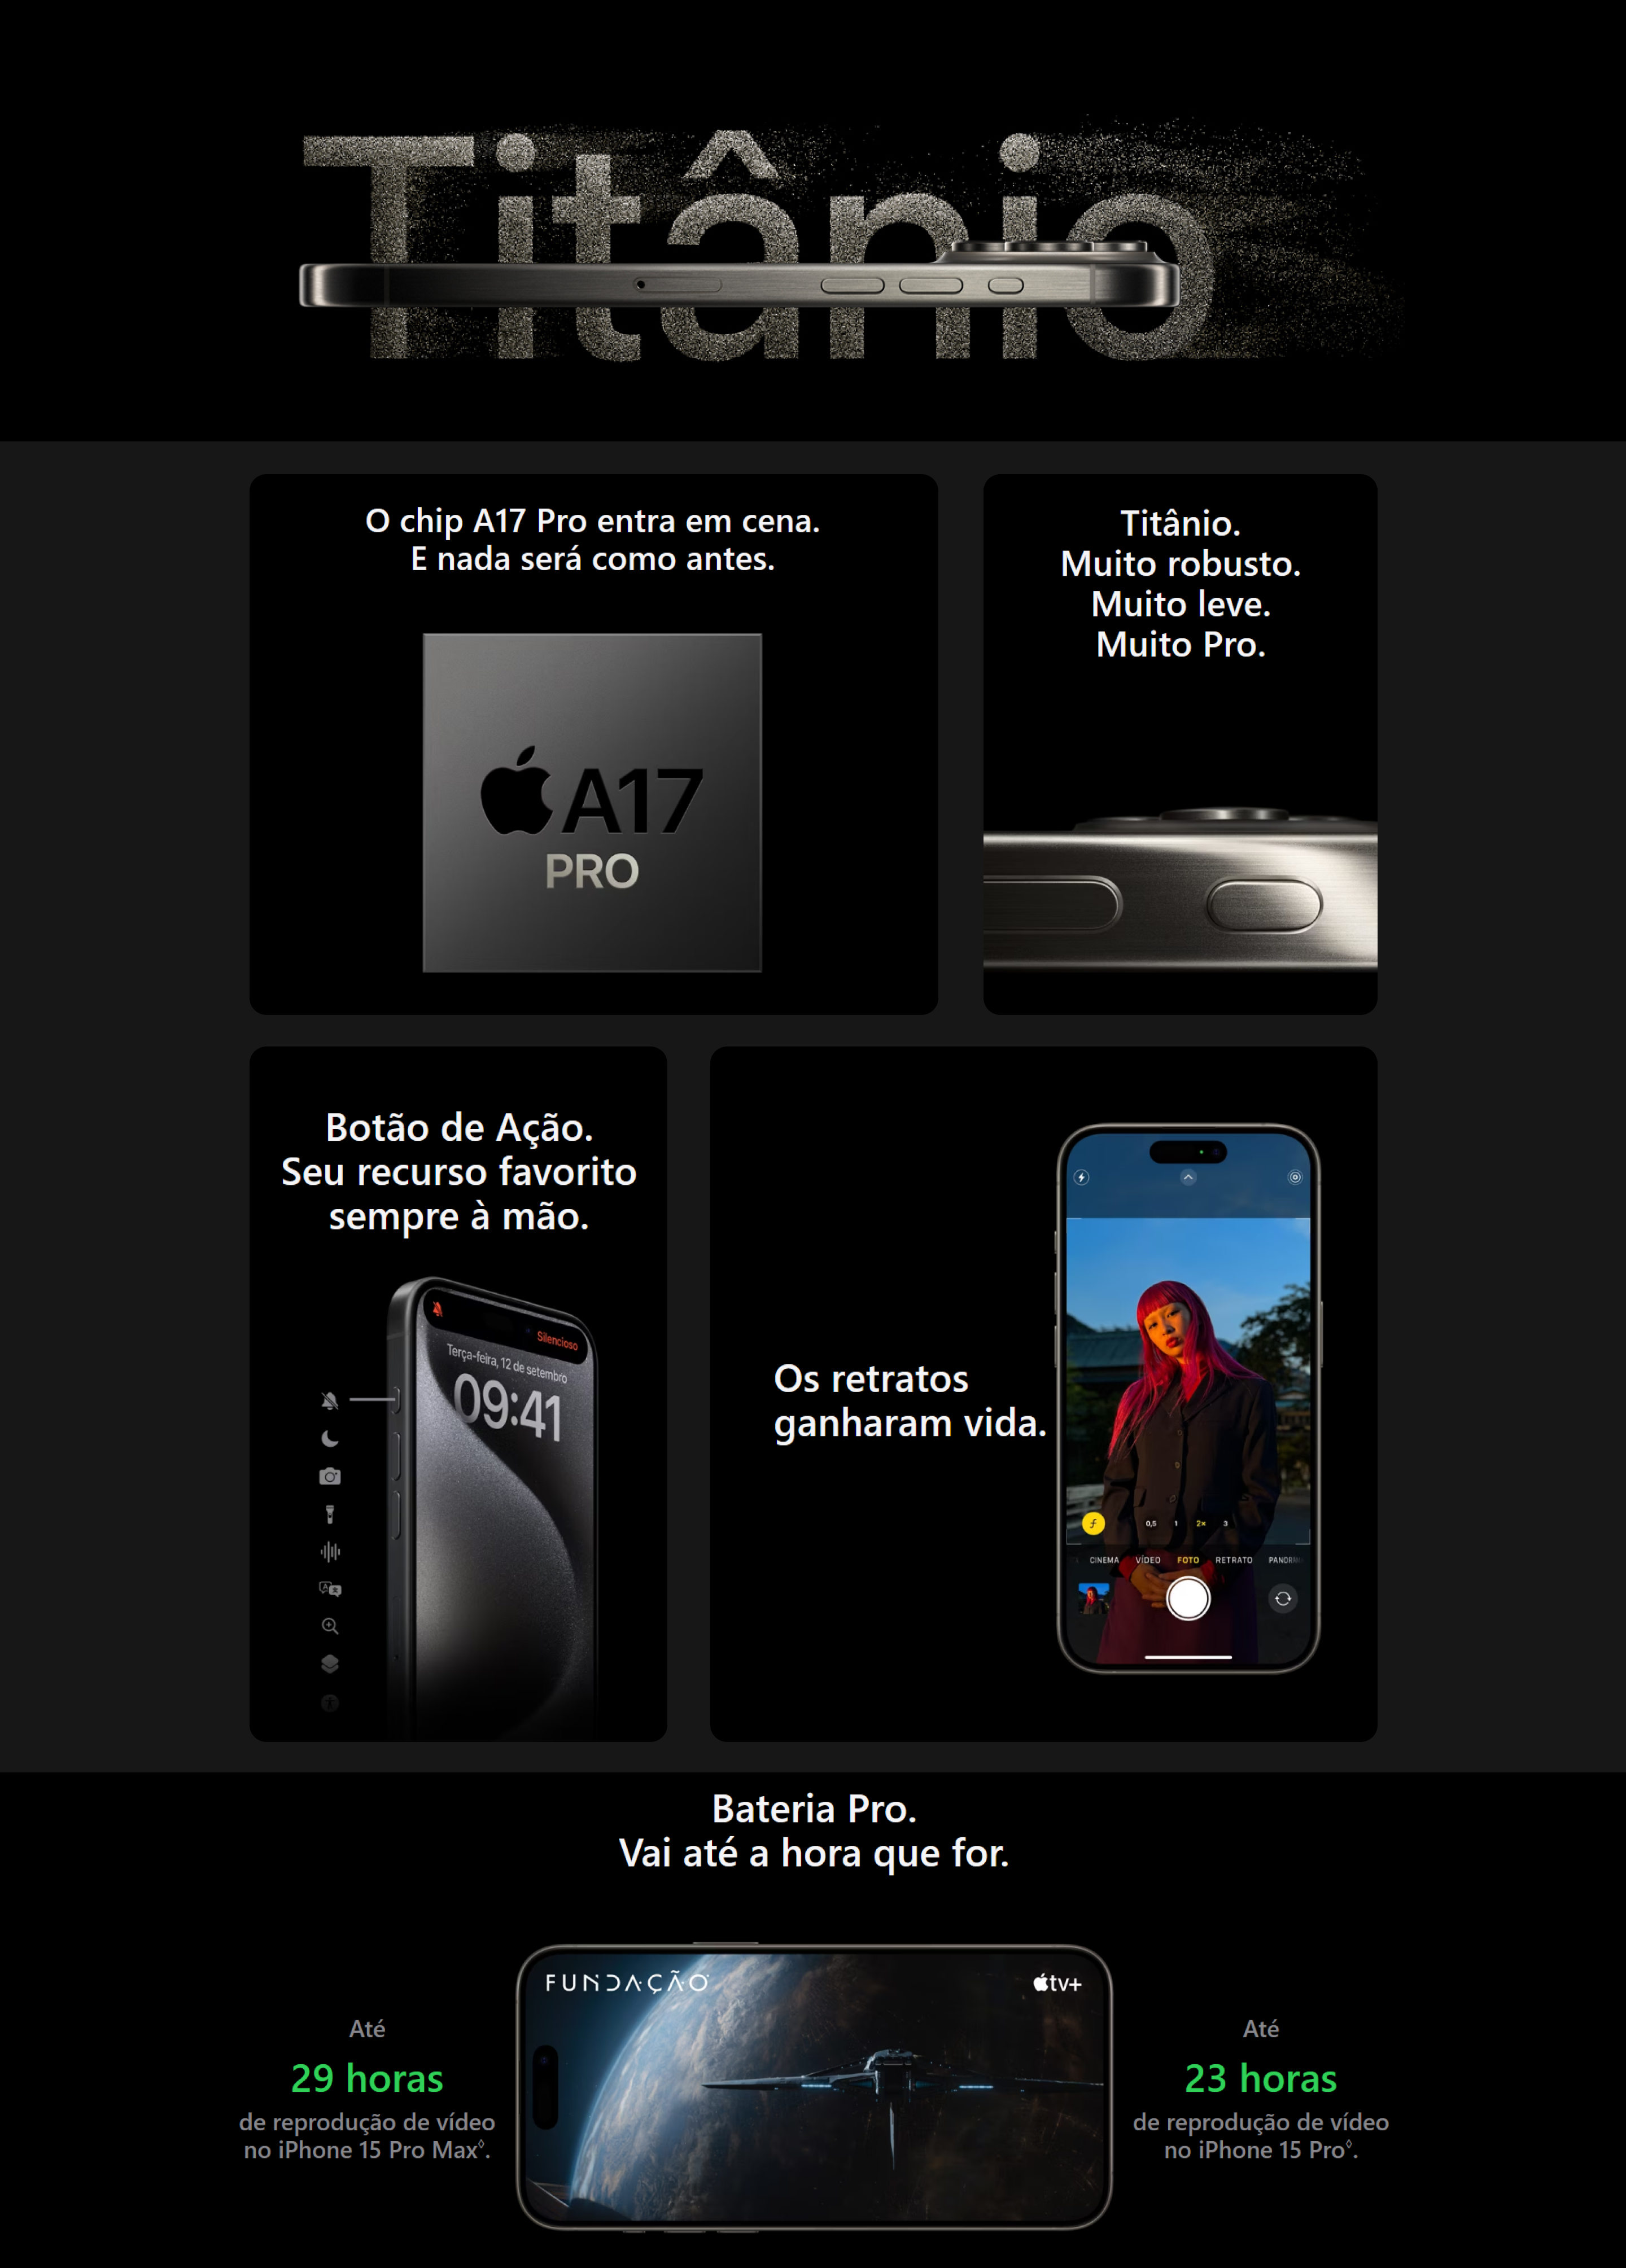 Titânio
O chip A17 Pro entra em cena.
E nada será como antes.
A17
PRO
Titânio.
Muito robusto.
Muito leve.
Muito Pro.
Botão de Ação.
Seu recurso favorito
sempre à mão.
Silencioso
Terça-feira, 12 de setembro
09:41
Os retratos
ganharam vida.
0,5 1 2× 3
CINEMA VÍDEO FOTO RETRATO PANORM
Bateria Pro.
Vai até a hora que for.
FUNDAÇÃO
tv+
Até
29 horas
de reprodução de vídeo
no iPhone 15 Pro Max◊.
Até
23 horas
de reprodução de vídeo
no iPhone 15 Pro◊.